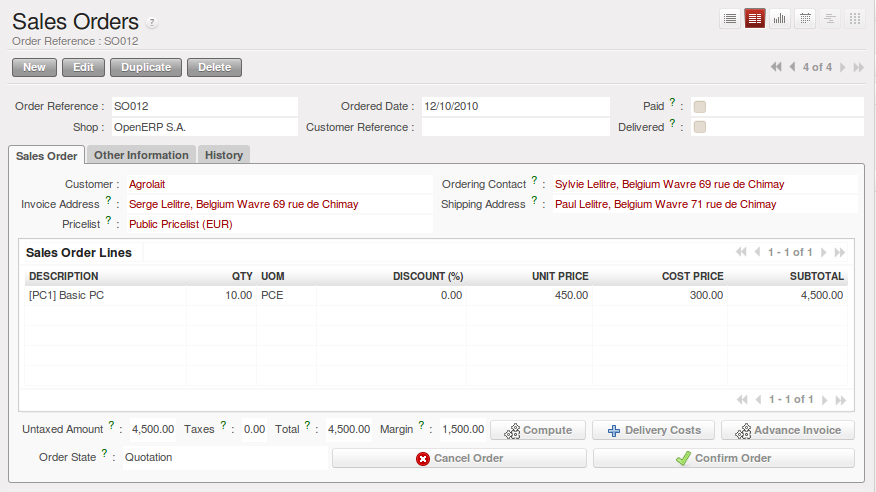 Sales Orders ?
Order Reference : SO012
New Edit Duplicate Delete 4 of 4
Order Reference : SO012 Ordered Date : 12/10/2010 Paid ? :
Shop : OpenERP S.A. Customer Reference : Delivered ? :
Sales Order Other Information History
Customer : Agrolait Ordering Contact ? : Sylvie Lelitre, Belgium Wavre 69 rue de Chimay
Invoice Address ? : Serge Lelitre, Belgium Wavre 69 rue de Chimay Shipping Address ? : Paul Lelitre, Belgium Wavre 71 rue de Chimay
Pricelist ? : Public Pricelist (EUR)
Sales Order Lines 1 - 1 of 1
DESCRIPTION QTY UOM DISCOUNT (%) UNIT PRICE COST PRICE SUBTOTAL
[PC1] Basic PC 10.00 PCE 0.00 450.00 300.00 4,500.00
1 - 1 of 1
Untaxed Amount ? : 4,500.00 Taxes ? : 0.00 Total ? : 4,500.00 Margin ? : 1,500.00 Compute Delivery Costs Advance Invoice
Order State ? : Quotation Cancel Order Confirm Order